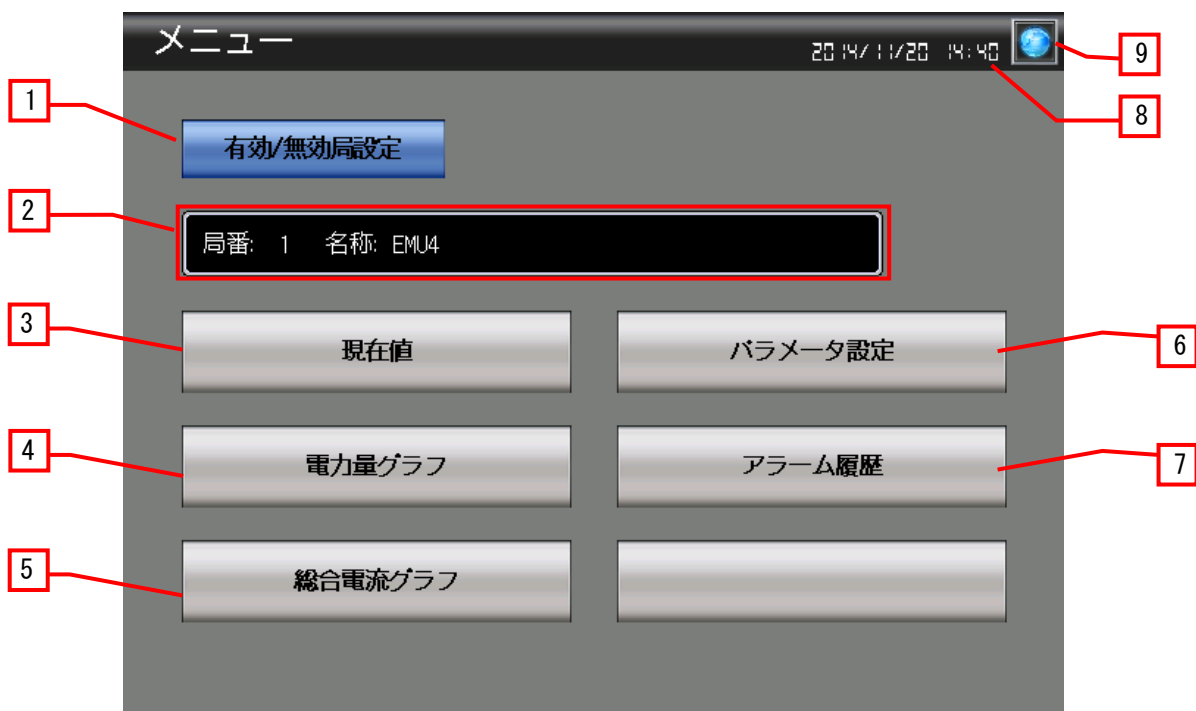 メニュー
2014/11/20 14:40
9
8
1
有効/無効局設定
2
局番: 1 名称: EMU4
3
現在値
パラメータ設定
6
4
電力量グラフ
アラーム履歴
7
5
総合電流グラフ